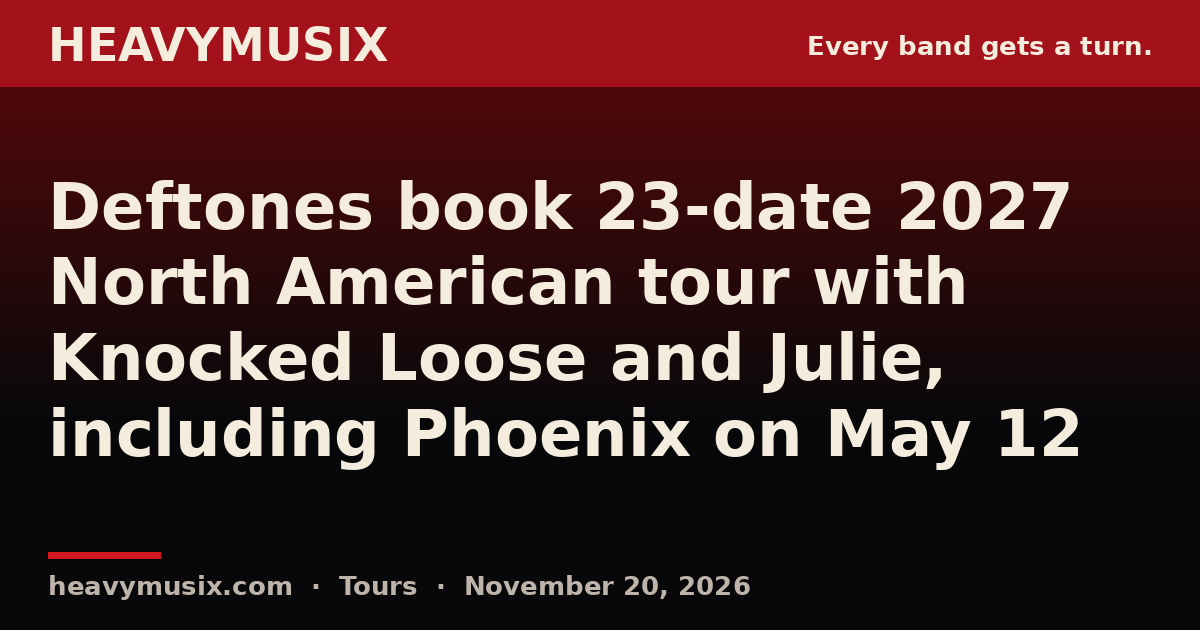 HEAVYMUSIX
Every band gets a turn.
Deftones book 23-date 2027
North American tour with
Knocked Loose and Julie,
including Phoenix on May 12
heavymusix.com · Tours · November 20, 2026